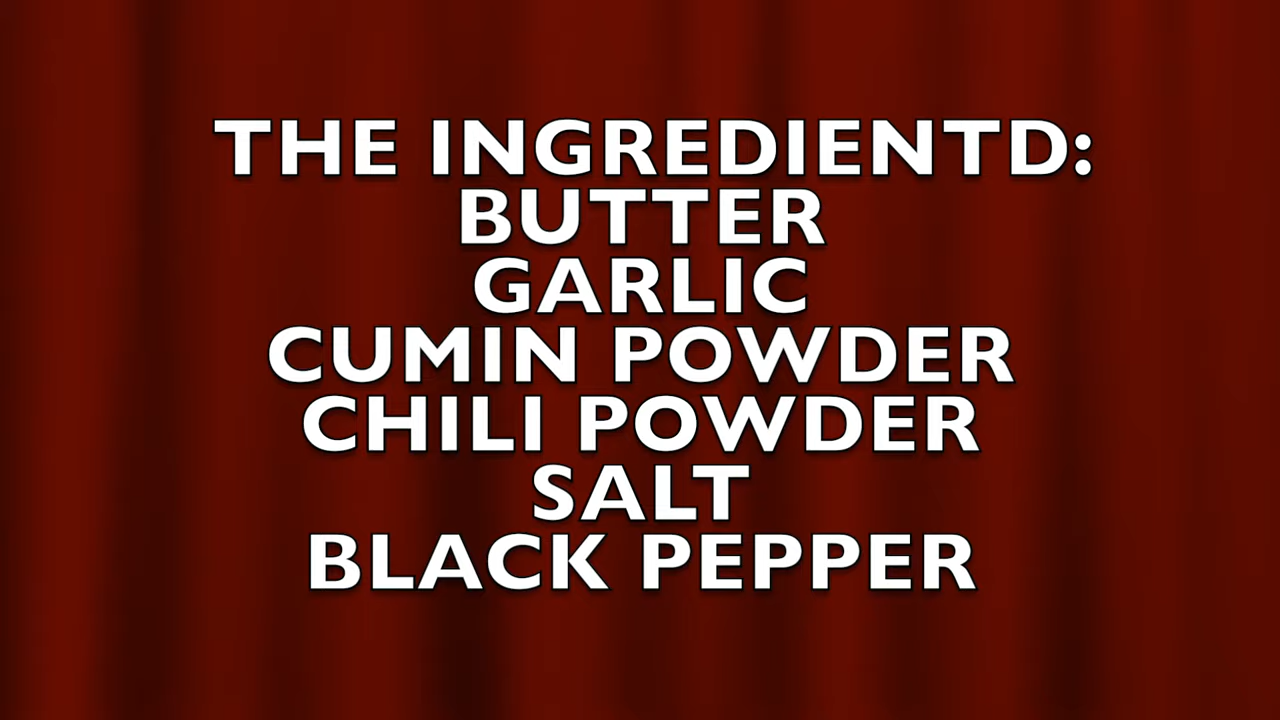 THE INGREDIENTD:
BUTTER
GARLIC
CUMIN POWDER
CHILI POWDER
SALT
BLACK PEPPER